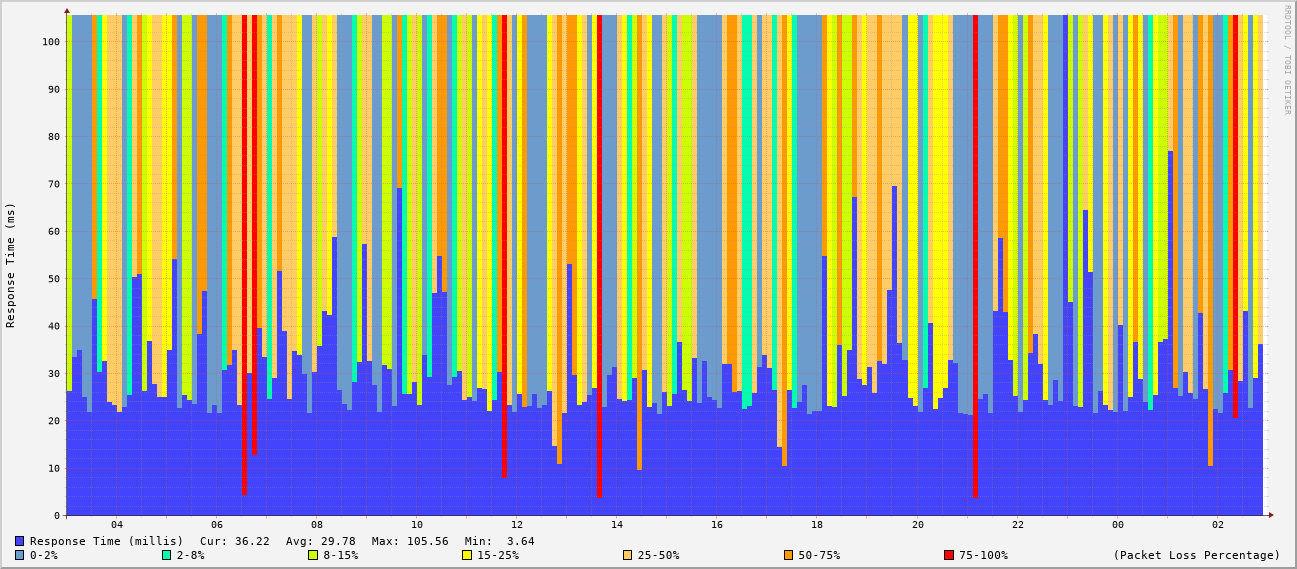 RRDTOOL / TOBI OETIKER
Response Time (ms)
100
90
80
70
60
50
40
30
20
10
0
04 06 08 10 12 14 16 18 20 22 00 02
Response Time (millis) Cur: 36.22 Avg: 29.78 Max: 105.56 Min: 3.64
0-2% 2-8% 8-15% 15-25% 25-50% 50-75% 75-100% (Packet Loss Percentage)